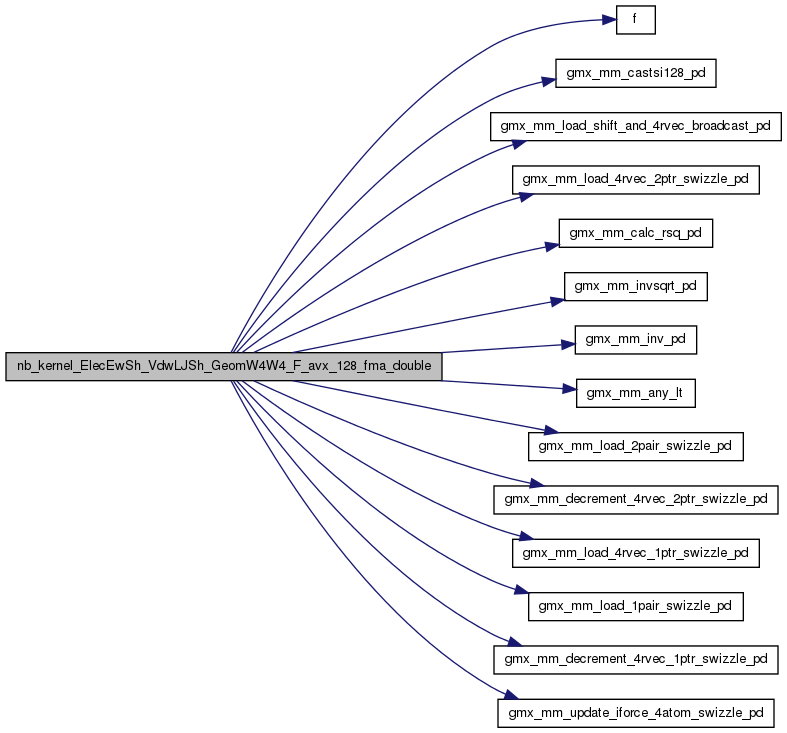 f
gmx_mm_castsi128_pd
gmx_mm_load_shift_and_4rvec_broadcast_pd
gmx_mm_load_4rvec_2ptr_swizzle_pd
gmx_mm_calc_rsq_pd
gmx_mm_invsqrt_pd
gmx_mm_inv_pd
nb_kernel_ElecEwSh_VdwLJSh_GeomW4W4_F_avx_128_fma_double
gmx_mm_any_lt
gmx_mm_load_2pair_swizzle_pd
gmx_mm_decrement_4rvec_2ptr_swizzle_pd
gmx_mm_load_4rvec_1ptr_swizzle_pd
gmx_mm_load_1pair_swizzle_pd
gmx_mm_decrement_4rvec_1ptr_swizzle_pd
gmx_mm_update_iforce_4atom_swizzle_pd